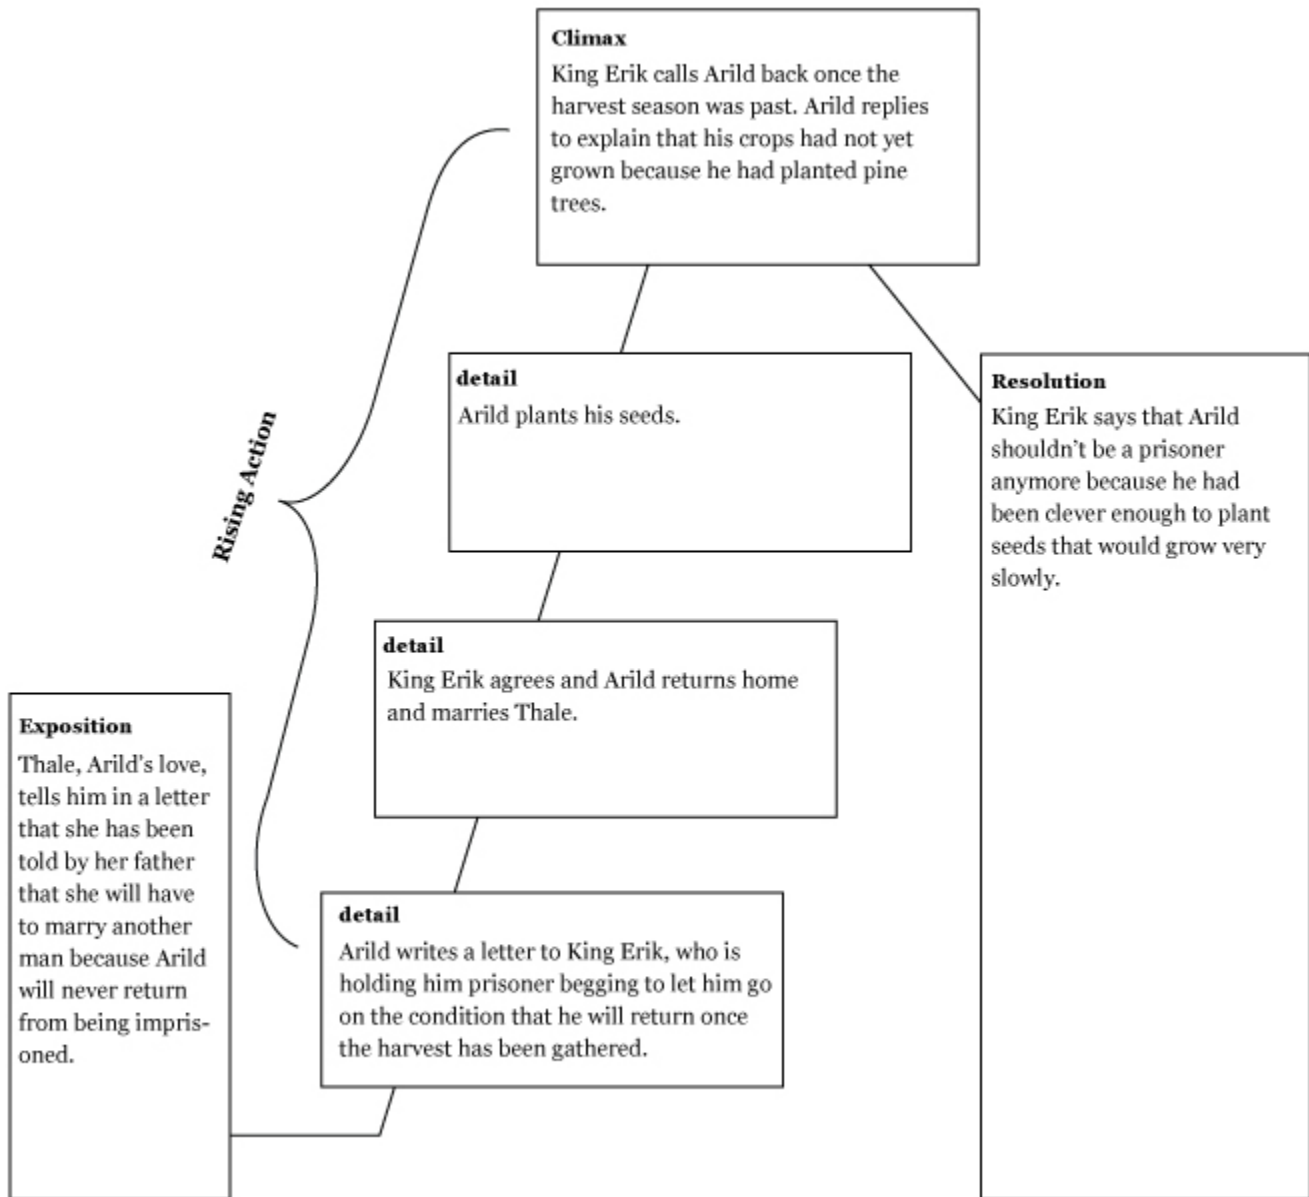 Climax
King Erik calls Arild back once the
harvest season was past. Arild replies
to explain that his crops had not yet
grown because he had planted pine
trees.
detail
Arild plants his seeds.
Resolution
King Erik says that Arild
shouldn't be a prisoner
anymore because he had
been clever enough to plant
seeds that would grow very
slowly.
Rising Action
detail
King Erik agrees and Arild returns home
and marries Thale.
Exposition
Thale, Arild's love,
tells him in a letter
that she has been
told by her father
that she will have
to marry another
man because Arild
will never return
from being impris-
oned.
detail
Arild writes a letter to King Erik, who is
holding him prisoner begging to let him go
on the condition that he will return once
the harvest has been gathered.